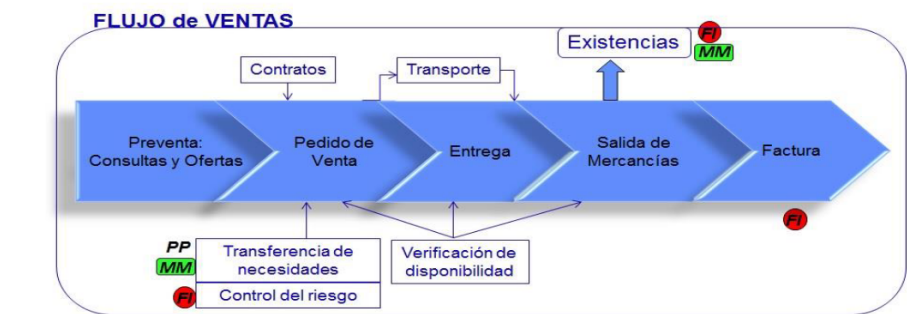 FLUJO de VENTAS
Existencias
FI
MM
Contratos
Transporte
Preventa:
Consultas y Ofertas
Pedido de
Venta
Entrega
Salida de
Mercancías
Factura
FI
PP
MM
FI
Transferencia de
necesidades
Control del riesgo
Verificación de
disponibilidad